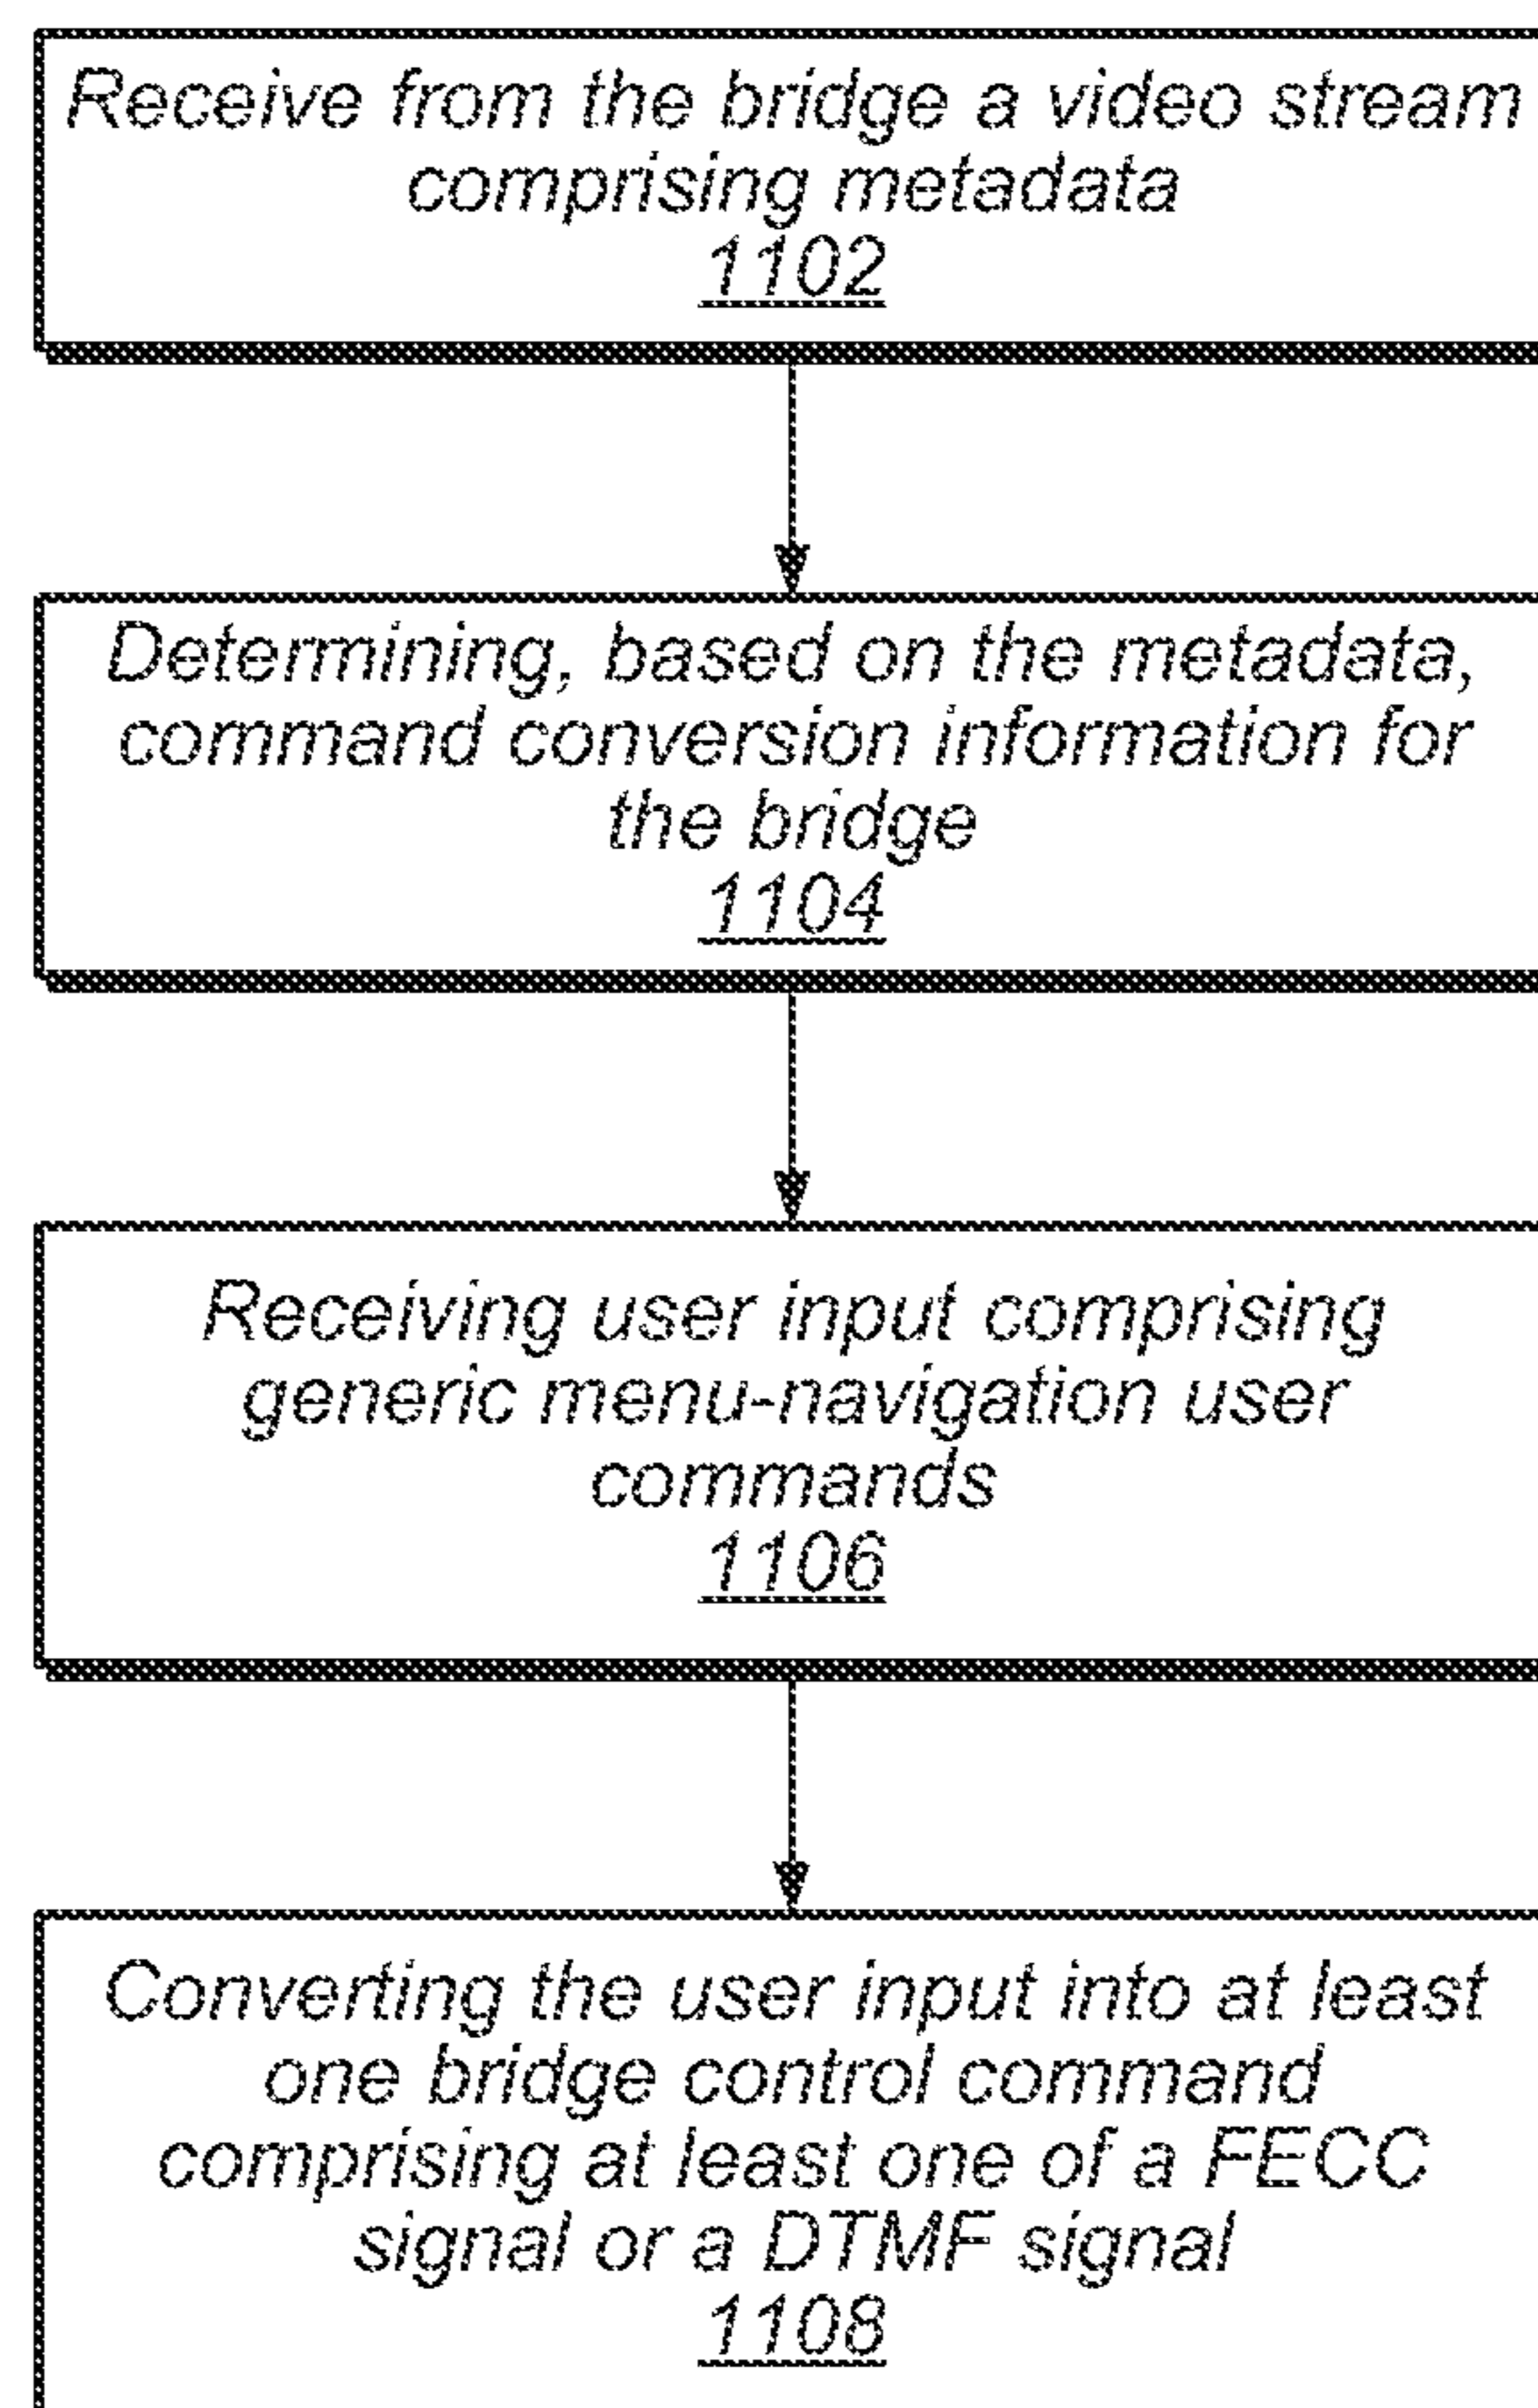 Receive from the bridge a video stream
comprising metadata
1102
Determining, based on the metadata,
command conversion information for
the bridge
1104
Receiving user input comprising
generic menu-navigation user
commands
1106
Converting the user input into at least
one bridge control command
comprising at least one of a FECC
signal or a DTMF signal
1108